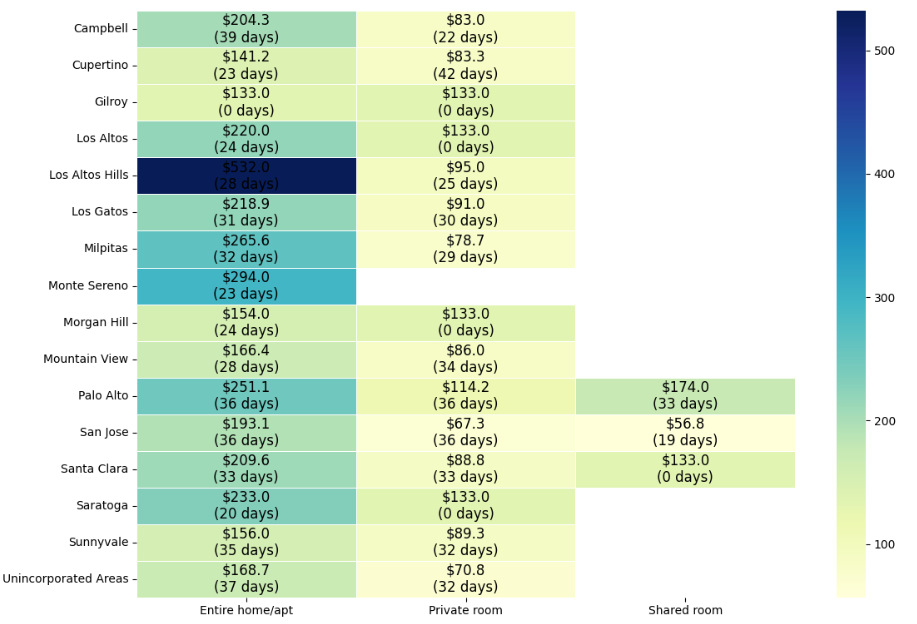 Campbell
$204.3
(39 days)
$83.0
(22 days)
Cupertino
$141.2
(23 days)
$83.3
(42 days)
Gilroy
$133.0
(0 days)
$133.0
(0 days)
Los Altos
$220.0
(24 days)
$133.0
(0 days)
Los Altos Hills
$532.0
(28 days)
$95.0
(25 days)
Los Gatos
$218.9
(31 days)
$91.0
(30 days)
Milpitas
$265.6
(32 days)
$78.7
(29 days)
Monte Sereno
$294.0
(23 days)
Morgan Hill
$154.0
(24 days)
$133.0
(0 days)
Mountain View
$166.4
(28 days)
$86.0
(34 days)
Palo Alto
$251.1
(36 days)
$114.2
(36 days)
$174.0
(33 days)
San Jose
$193.1
(36 days)
$67.3
(36 days)
$56.8
(19 days)
Santa Clara
$209.6
(33 days)
$88.8
(33 days)
$133.0
(0 days)
Saratoga
$233.0
(20 days)
$133.0
(0 days)
Sunnyvale
$156.0
(35 days)
$89.3
(32 days)
Unincorporated Areas
$168.7
(37 days)
$70.8
(32 days)
Entire home/apt
Private room
Shared room
500
400
300
200
100